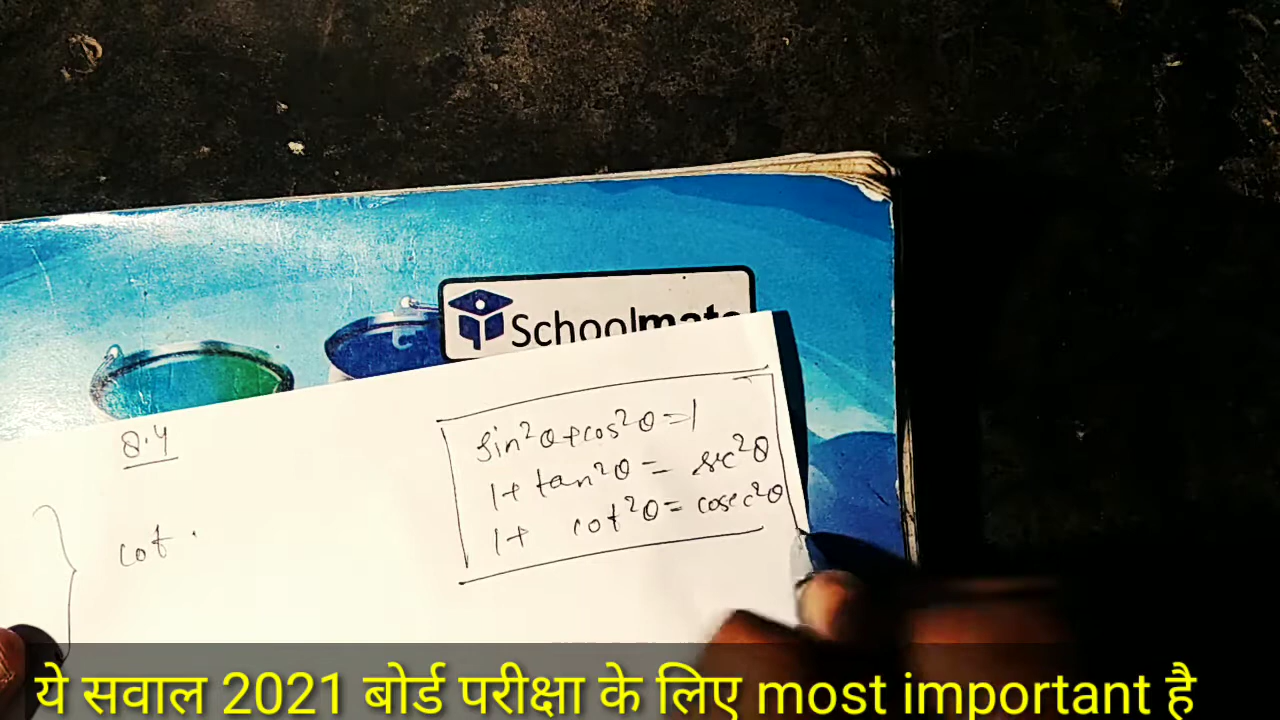 Schoolmate
8.4
sin²θ+cos²θ=1
1+ tan²θ = sec²θ
1+ cot²θ = cosec²θ
cot
ये सवाल 2021 बोर्ड परीक्षा के लिए most important है